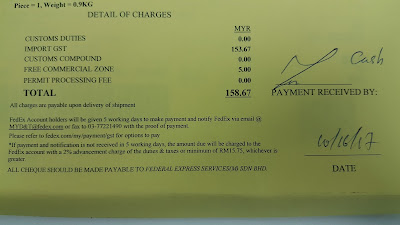 Piece = 1, Weight = 0.9KG
DETAIL OF CHARGES
MYR
CUSTOMS DUTIES 0.00
IMPORT GST 153.67
CUSTOMS COMPOUND 0.00
FREE COMMERCIAL ZONE 5.00
PERMIT PROCESSING FEE 0.00
TOTAL 158.67
Cash
PAYMENT RECEIVED BY:
All charges are payable upon delivery of shipment
FedEx Account holders will be given 5 working days to make payment and notify FedEx via email @
or fax to 03-77221490 with the proof of payment.
Please refer to fedex.com/my/payment/gst for options to pay
*If payment and notification is not received in 5 working days, the amount due will be charged to the
FedEx account with a 2% advancement charge of the duties & taxes or minimum of RM15.75, whichever is
greater
DATE
ALL CHEQUE SHOULD BE MADE PAYABLE TO FEDERAL EXPRESS SERVICES(M) SDN BHD.